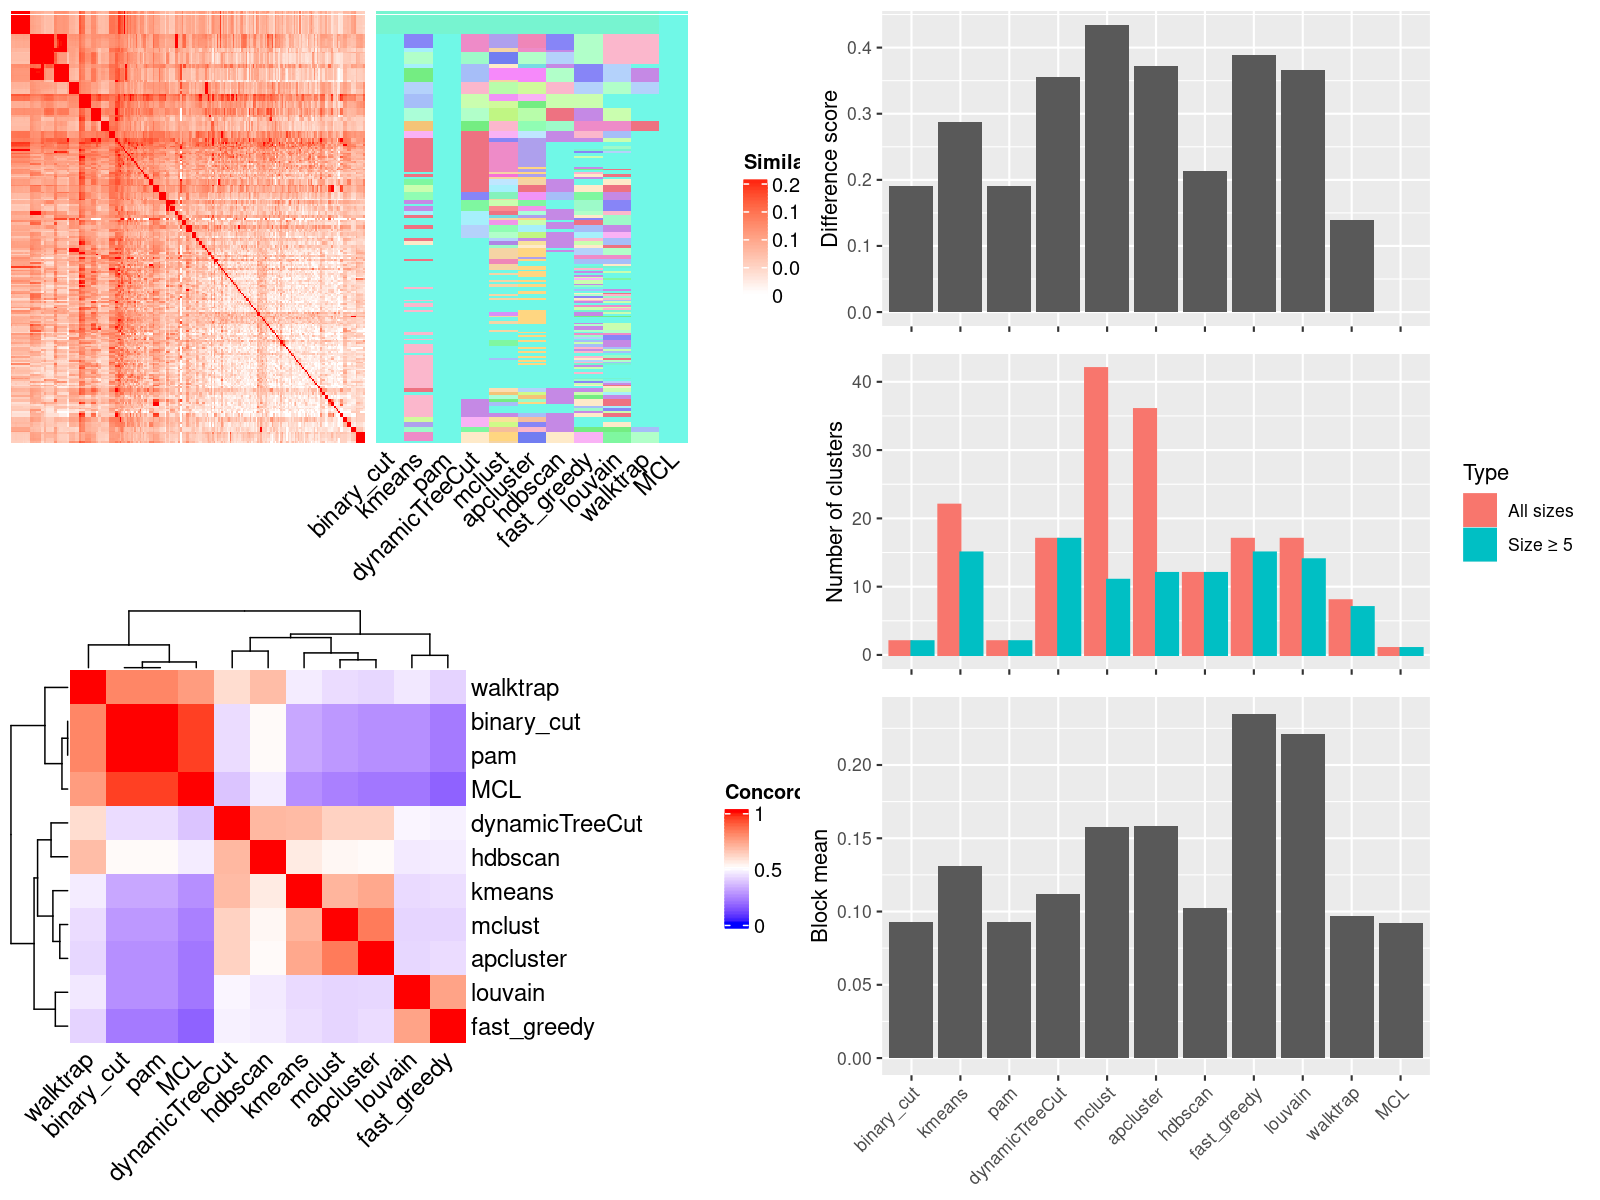 Simila
0.2
0.1
0.1
0.0
0
binary_cut
kmeans
pam
dynamicTreeCut
mclust
apcluster
hdbscan
fast_greedy
louvain
walktrap
MCL
walktrap
binary_cut
pam
MCL
dynamicTreeCut
hdbscan
kmeans
mclust
apcluster
louvain
fast_greedy
walktrap
binary_cut
pam
MCL
dynamicTreeCut
hdbscan
kmeans
mclust
apcluster
louvain
fast_greedy
Concord
1
0.5
0
Difference score
0.4
0.3
0.2
0.1
0.0
Number of clusters
40
30
20
10
0
Type
All sizes
Size ≥ 5
Block mean
0.20
0.15
0.10
0.05
0.00
binary_cut
kmeans
pam
dynamicTreeCut
mclust
apcluster
hdbscan
fast_greedy
louvain
walktrap
MCL